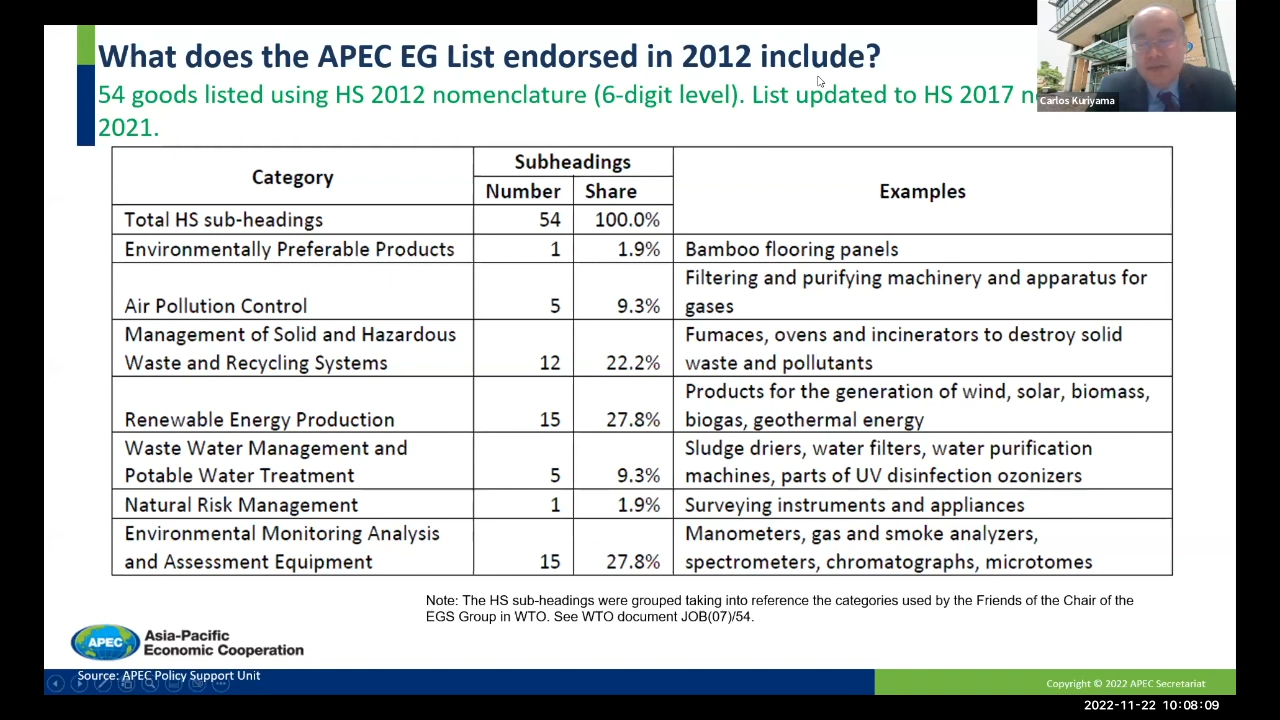 What does the APEC EG List endorsed in 2012 include?
54 goods listed using HS 2012 nomenclature (6-digit level). List updated to HS 2017 n
2021.
Carlos Kuriyama
Category
Subheadings
Number Share
Examples
Total HS sub-headings 54 100.0%
Environmentally Preferable Products 1 1.9% Bamboo flooring panels
Filtering and purifying machinery and apparatus for
Air Pollution Control 5 9.3% gases
Management of Solid and Hazardous Fumaces, ovens and incinerators to destroy solid
Waste and Recycling Systems 12 22.2% waste and pollutants
Products for the generation of wind, solar, biomass,
Renewable Energy Production 15 27.8% biogas, geothermal energy
Waste Water Management and Sludge driers, water filters, water purification
Potable Water Treatment 5 9.3% machines, parts of UV disinfection ozonizers
Natural Risk Management 1 1.9% Surveying instruments and appliances
Environmental Monitoring Analysis Manometers, gas and smoke analyzers,
and Assessment Equipment 15 27.8% spectrometers, chromatographs, microtomes
Note: The HS sub-headings were grouped taking into reference the categories used by the Friends of the Chair of the
EGS Group in WTO. See WTO document JOB(07)/54.
APEC
Asia-Pacific
Economic Cooperation
Source: APEC Policy Support Unit
Copyright © 2022 APEC Secretariat
2022-11-22 10:08:09